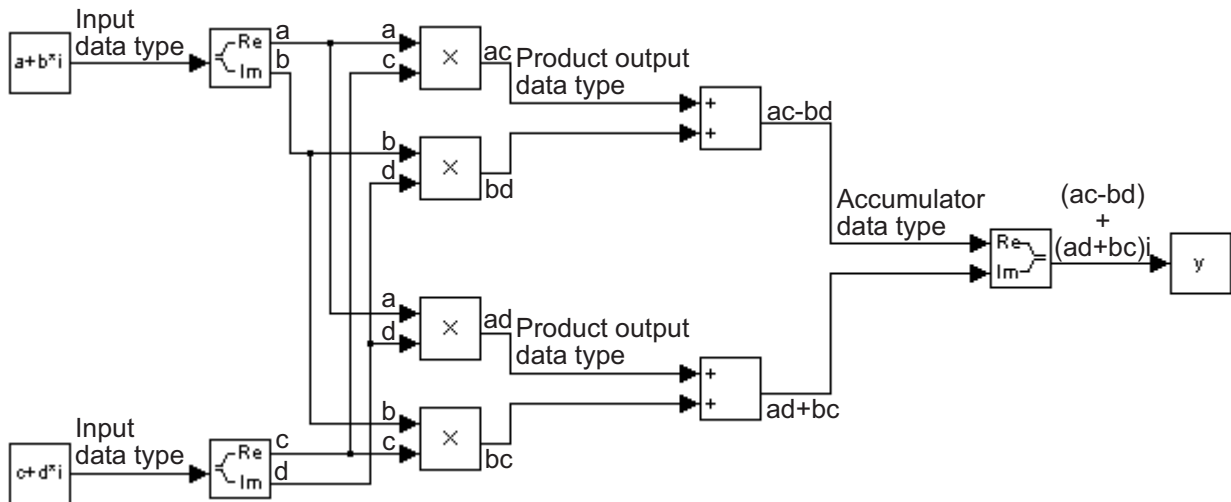 a+b*i
Input
data type
Re
Im
a
b
a
c
×
ac
Product output
data type
+
+
ac-bd
b
d
×
bd
Accumulator
data type
Re
Im
(ac-bd)
+
(ad+bc)i
y
a
d
×
ad
Product output
data type
+
+
ad+bc
b
c
×
bc
c+d*i
Input
data type
Re
Im
c
d